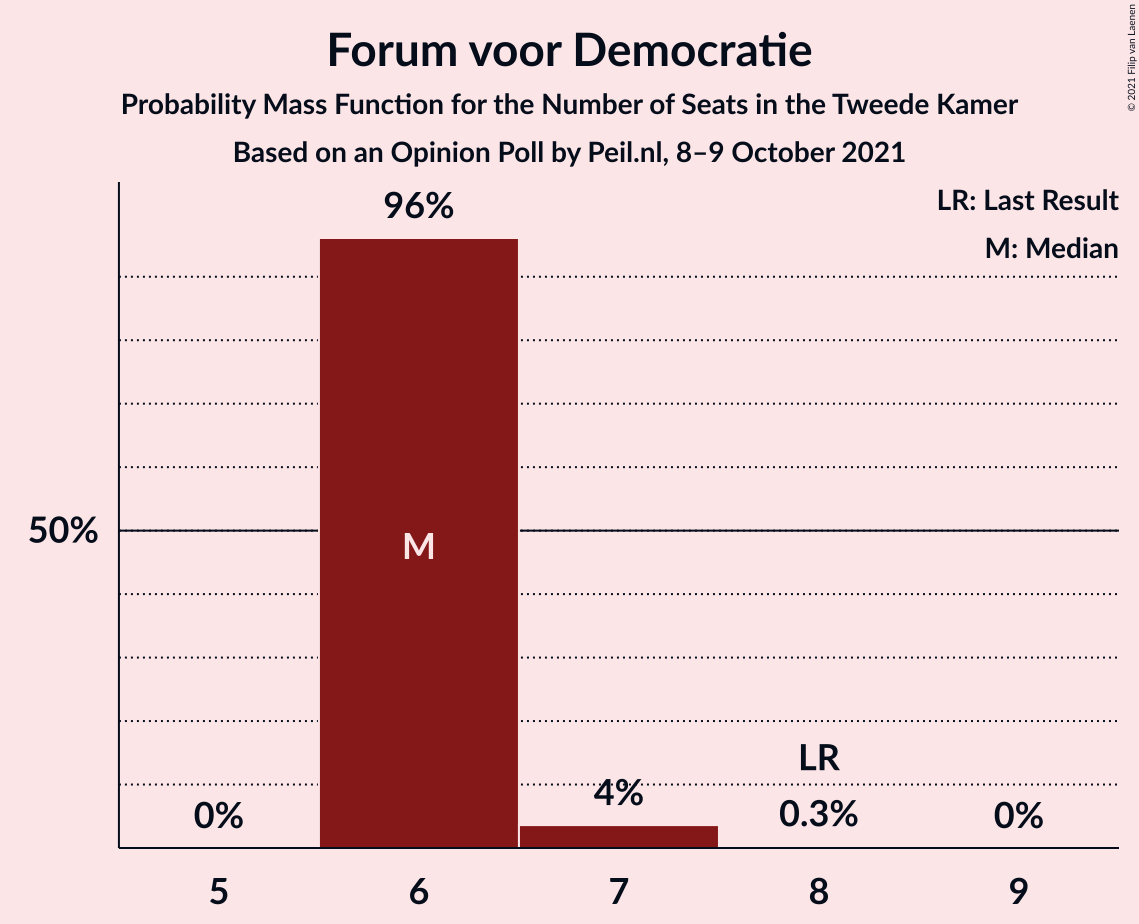 Forum voor Democratie
Probability Mass Function for the Number of Seats in the Tweede Kamer
Based on an Opinion Poll by Peil.nl, 8–9 October 2021
© 2021 Filip van Laenen
LR: Last Result
M: Median
96%
50%
M
LR
0%
4%
0.3%
0%
5
6
7
8
9